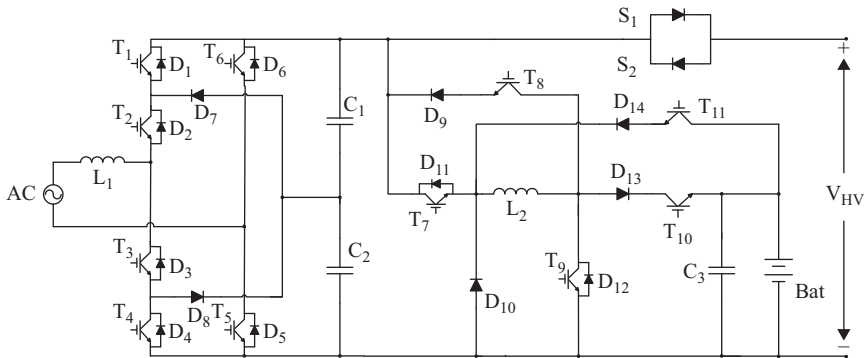 S₁
T₁
D₁
T₆
D₆
S₂
+
T₈
D₇
D₉
C₁
D₁₄
T₁₁
T₂
D₂
AC
L₁
D₁₁
D₁₃
V_HV
T₇
L₂
T₁₀
T₃
D₃
C₂
T₉
D₁₂
C₃
Bat
D₁₀
T₄
D₈
T₅
D₄
D₅
−